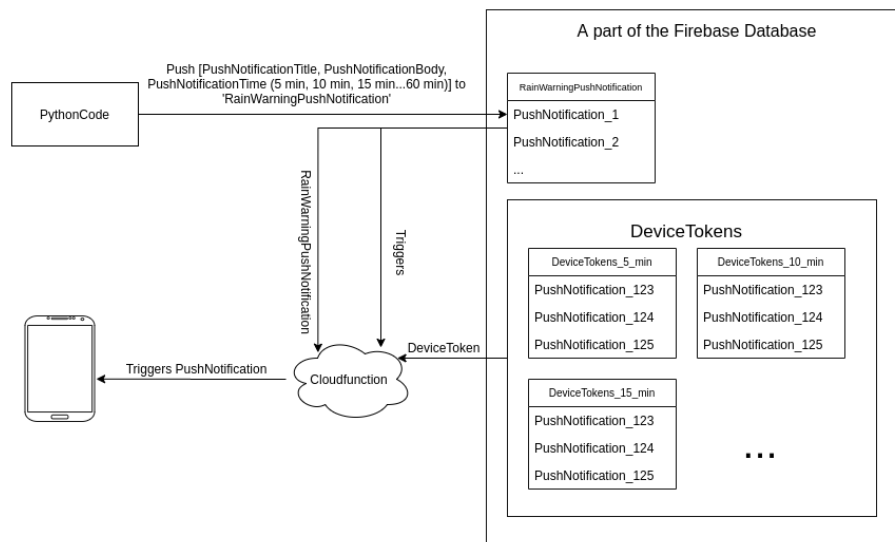 A part of the Firebase Database
Push [PushNotificationTitle, PushNotificationBody,
PushNotificationTime (5 min, 10 min, 15 min...60 min)] to
'RainWarningPushNotification'
PythonCode
RainWarningPushNotification
PushNotification_1
PushNotification_2
...
RainWarningPushNotification
Triggers
DeviceTokens
DeviceTokens_5_min
PushNotification_123
PushNotification_124
PushNotification_125
DeviceTokens_10_min
PushNotification_123
PushNotification_124
PushNotification_125
DeviceToken
Cloudfunction
Triggers PushNotification
DeviceTokens_15_min
PushNotification_123
PushNotification_124
PushNotification_125
...